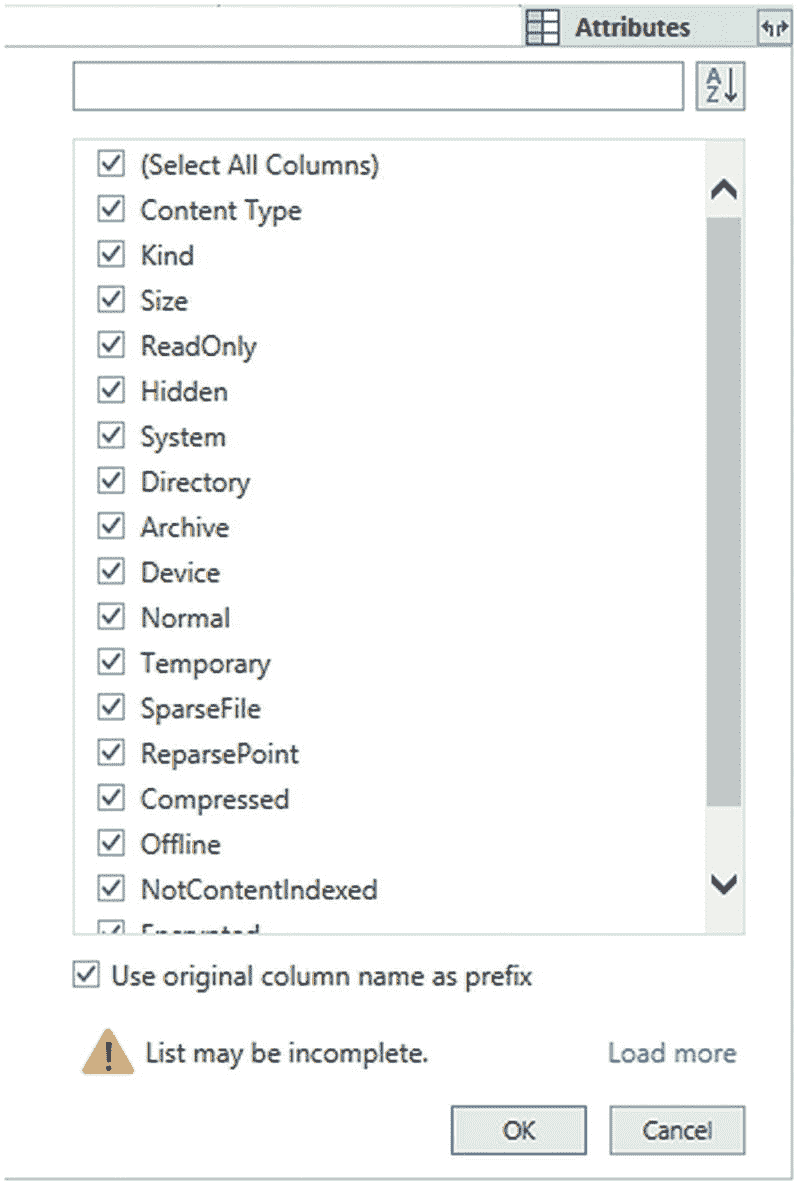 Attributes
A
Z
(Select All Columns)
Content Type
Kind
Size
ReadOnly
Hidden
System
Directory
Archive
Device
Normal
Temporary
SparseFile
ReparsePoint
Compressed
Offline
NotContentIndexed
Encrypted
Use original column name as prefix
! List may be incomplete. Load more
OK Cancel